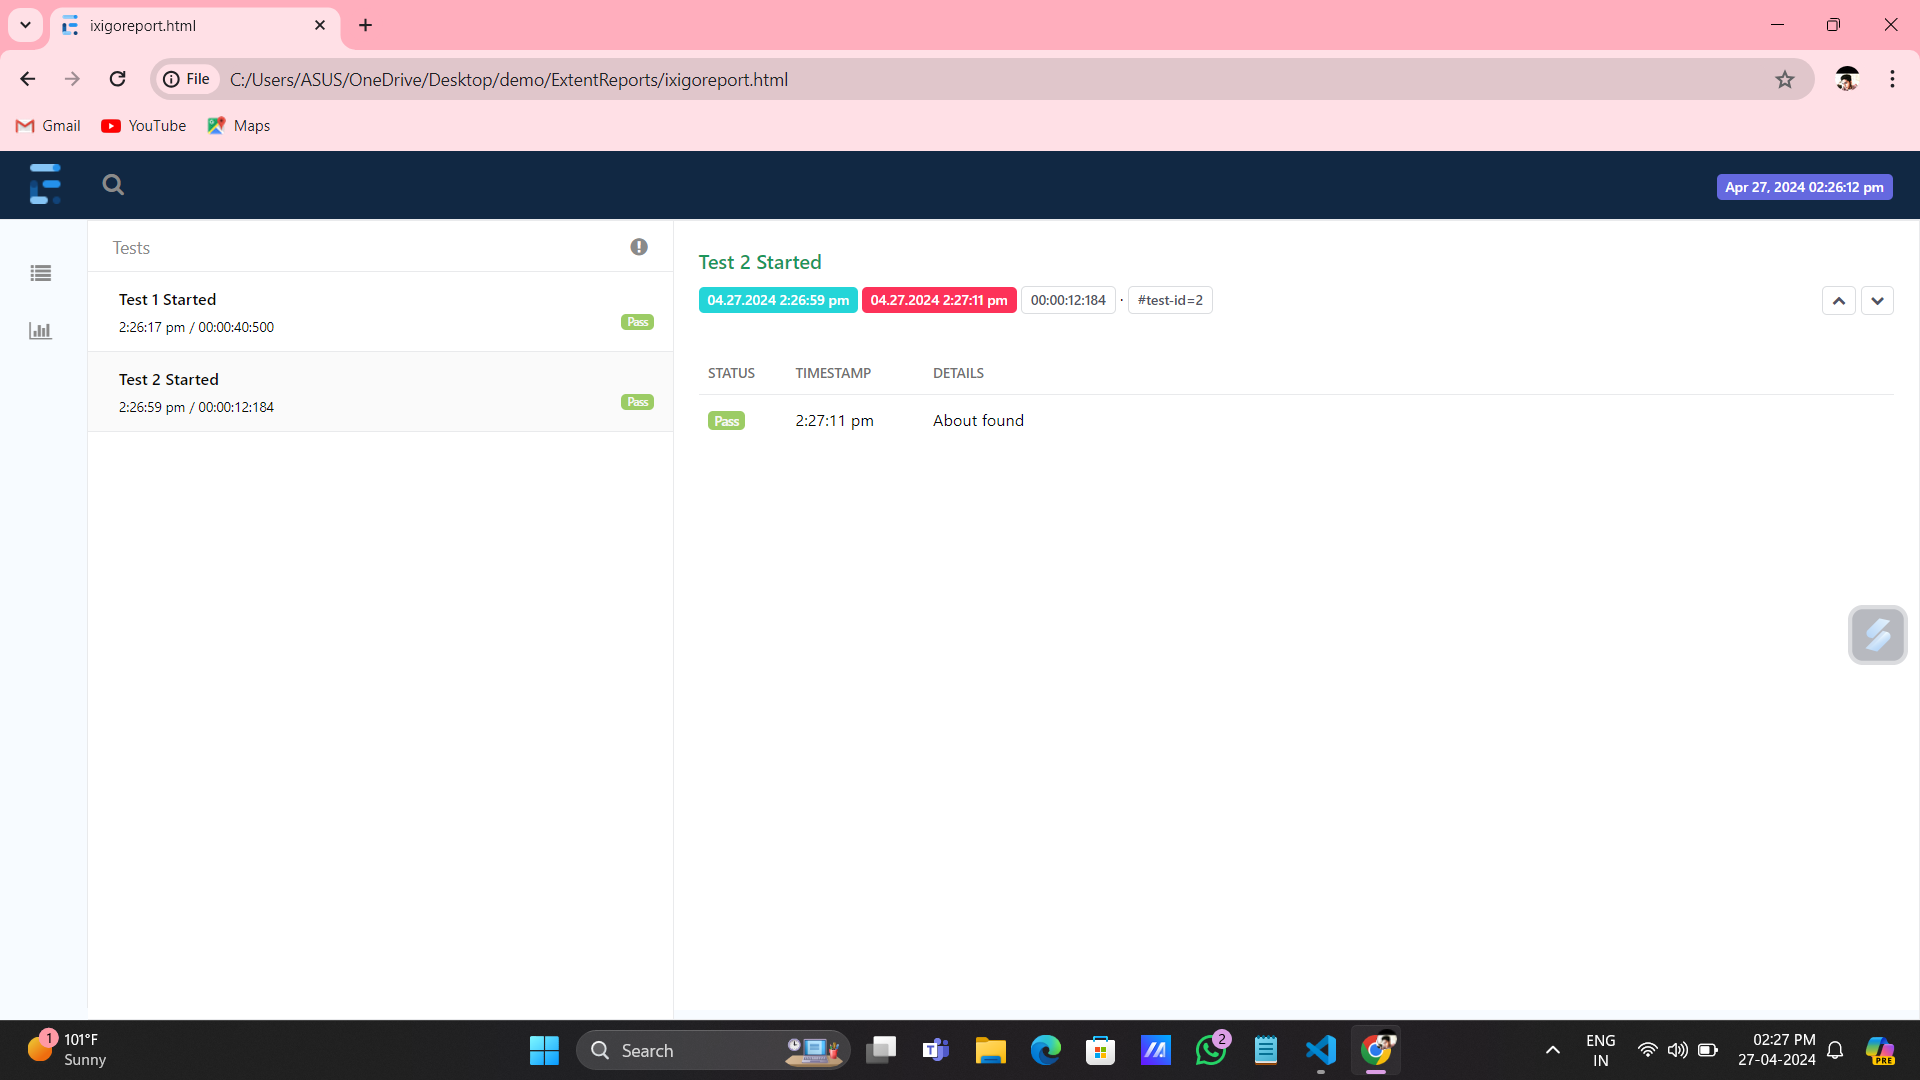 ixigoreport.html
File
C:/Users/ASUS/OneDrive/Desktop/demo/ExtentReports/ixigoreport.html
Gmail
YouTube
Maps
Apr 27, 2024 02:26:12 pm
Tests
Test 1 Started
2:26:17 pm / 00:00:40:500
Pass
Test 2 Started
2:26:59 pm / 00:00:12:184
Pass
Test 2 Started
04.27.2024 2:26:59 pm 04.27.2024 2:27:11 pm 00:00:12:184 · #test-id=2
STATUS TIMESTAMP DETAILS
Pass 2:27:11 pm About found
1
101°F
Sunny
Search
2
ENG
IN
02:27 PM
27-04-2024
PRE